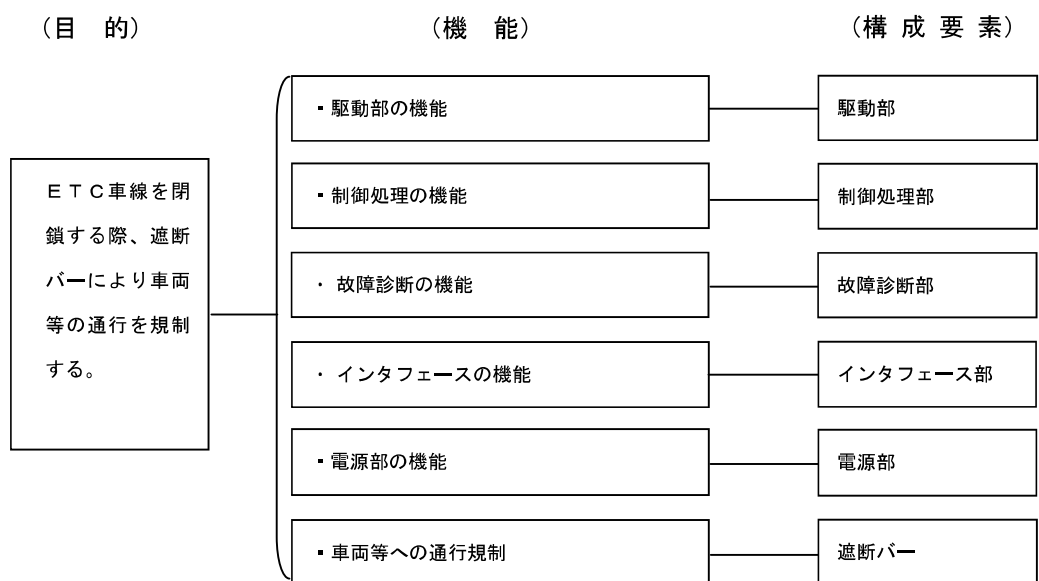 （目　的）
（機　能）
（構 成 要 素）
ＥＴＣ車線を閉
鎖する際、遮断
バーにより車両
等の通行を規制
する。
・駆動部の機能
駆動部
・制御処理の機能
制御処理部
・ 故障診断の機能
故障診断部
・ インタフェースの機能
インタフェース部
・電源部の機能
電源部
・車両等への通行規制
遮断バー